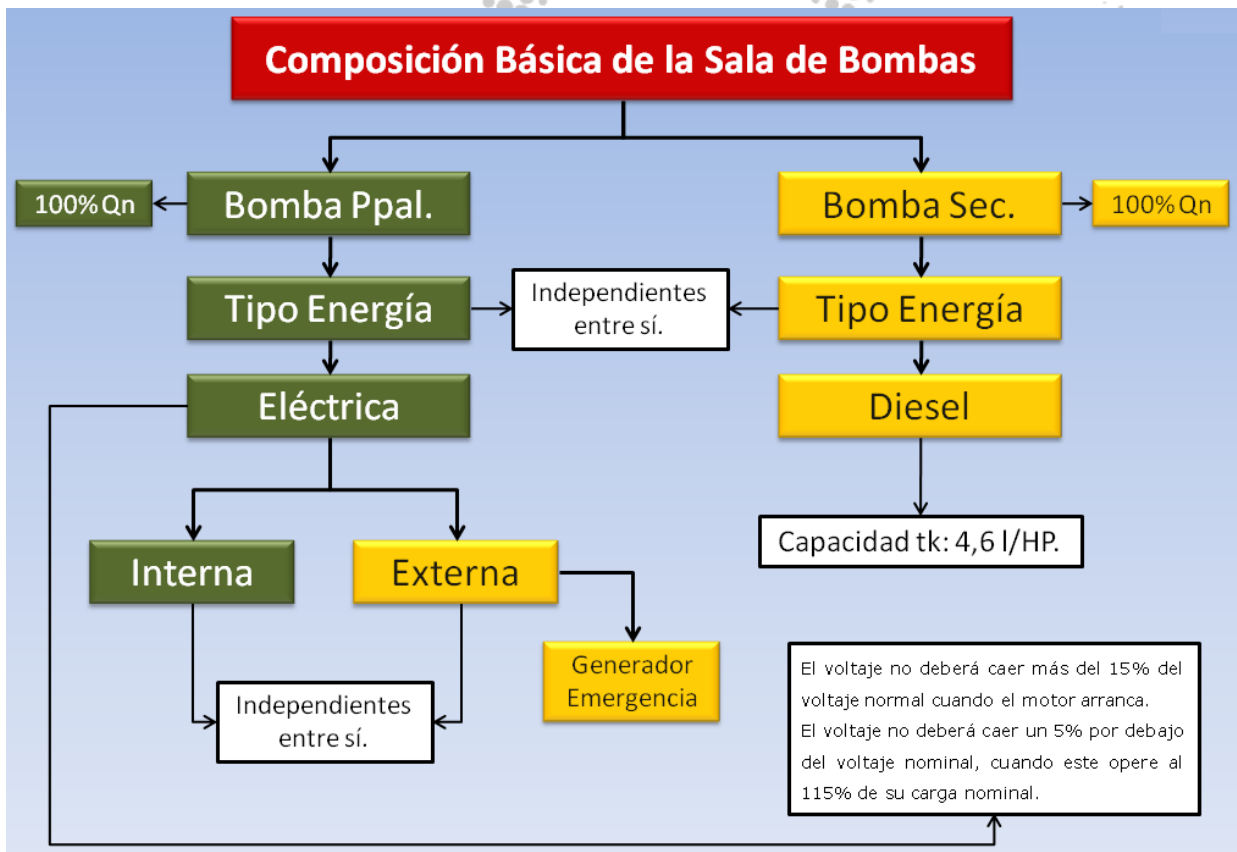 Composición Básica de la Sala de Bombas
100% Qn
Bomba Ppal.
Bomba Sec.
100% Qn
Tipo Energía
Independientes
entre sí.
Tipo Energía
Eléctrica
Diesel
Interna
Externa
Capacidad tk: 4,6 l/HP.
Generador
Emergencia
Independientes
entre sí.
El voltaje no deberá caer más del 15% del
voltaje normal cuando el motor arranca.
El voltaje no deberá caer un 5% por debajo
del voltaje nominal, cuando este opere al
115% de su carga nominal.